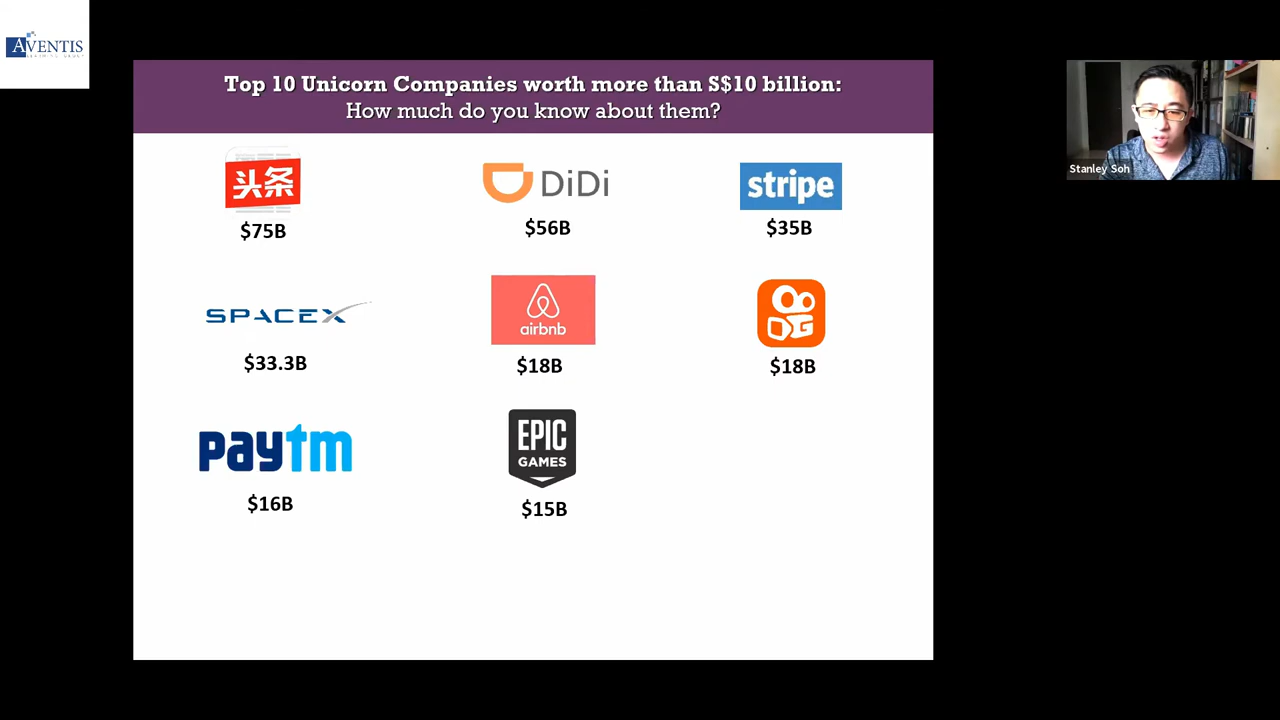 AVENTIS
Top 10 Unicorn Companies worth more than S$10 billion:
How much do you know about them?
头条
DiDi
stripe
$75B
$56B
$35B
SPACEX
airbnb
$33.3B
$18B
$18B
paytm
EPIC
GAMES
$16B
$15B
Stanley Soh